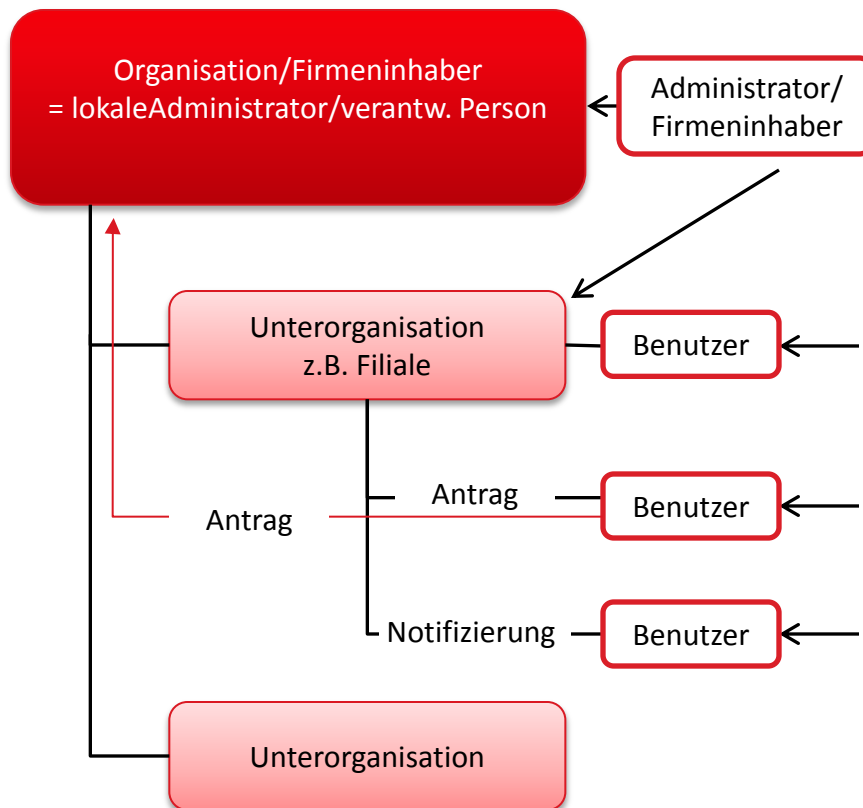 Organisation/Firmeninhaber
= lokaleAdministrator/verantw. Person
Administrator/
Firmeninhaber
Unterorganisation
z.B. Filiale
Benutzer
Antrag
Benutzer
Antrag
Notifizierung
Benutzer
Unterorganisation